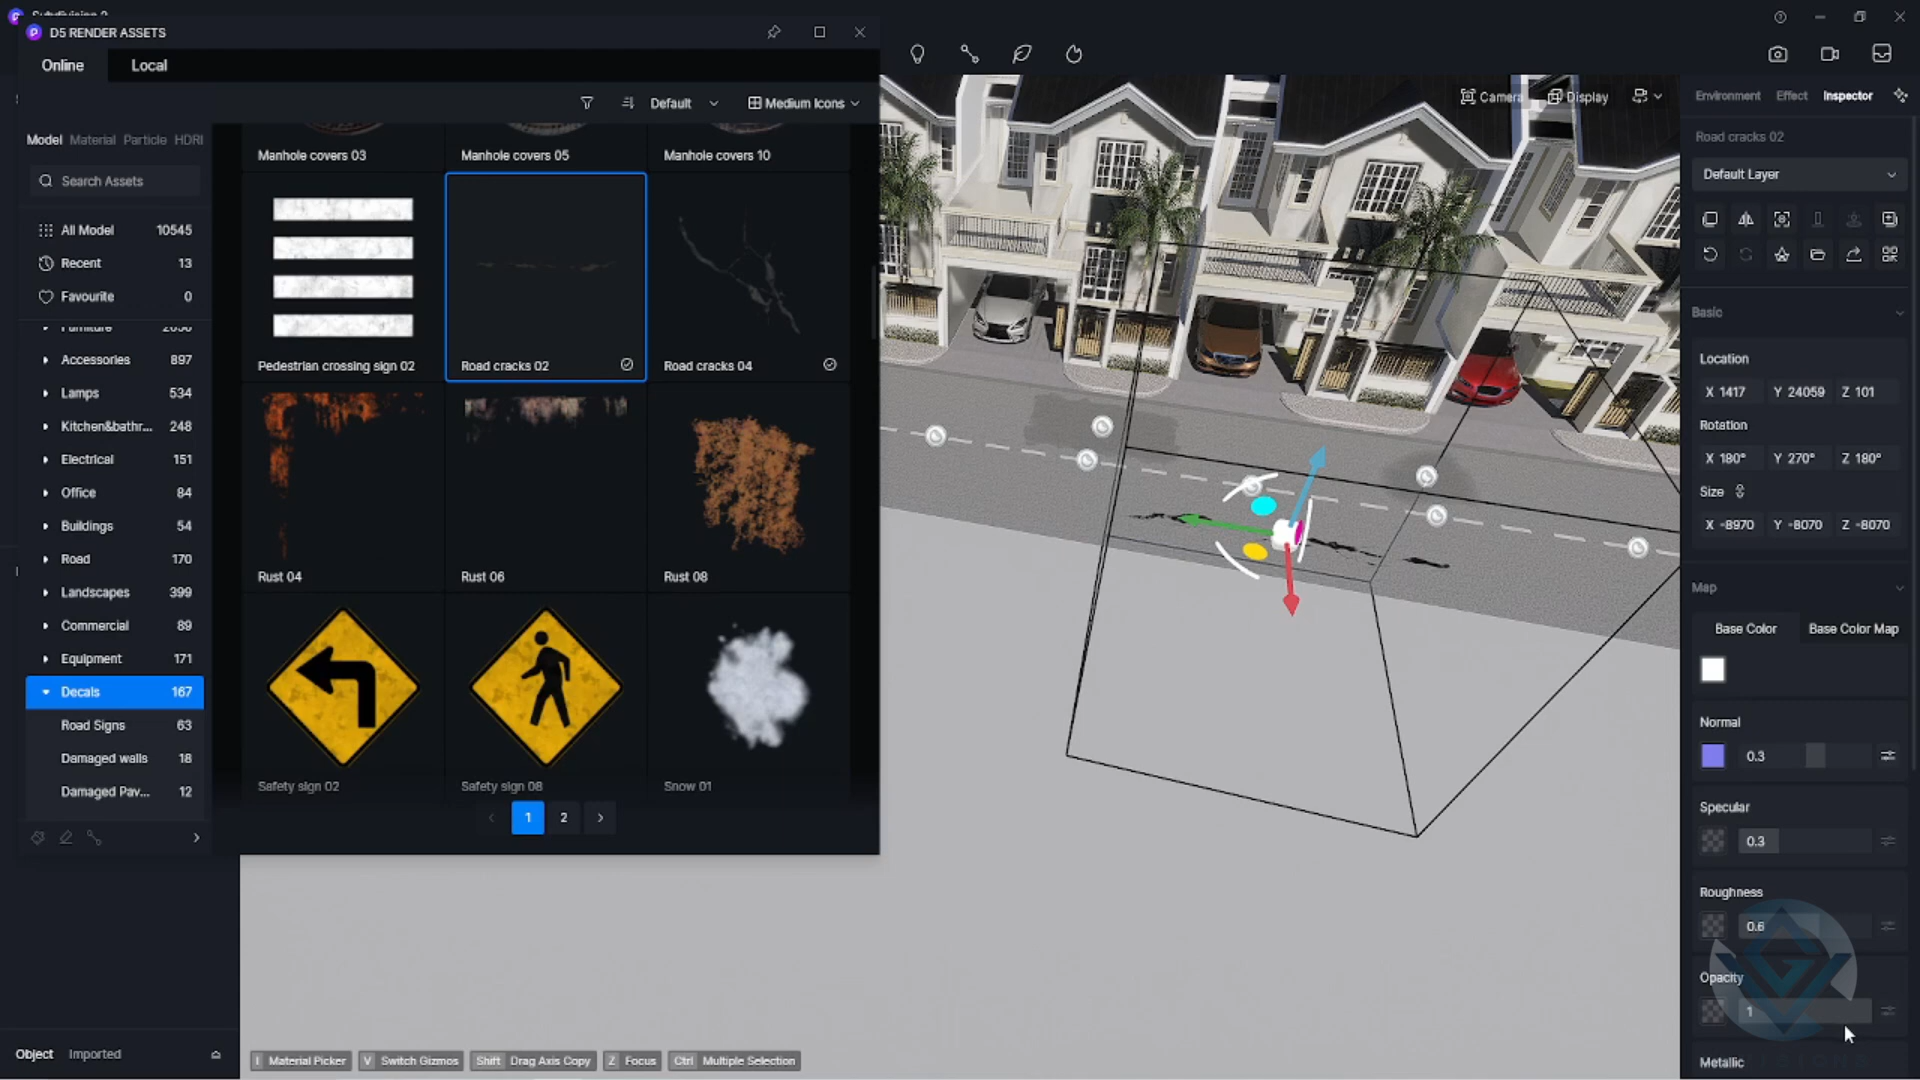 Subdivision 2
D5 RENDER ASSETS
Online
Local
Default
Medium Icons
Model
Material
Particle
HDRI
Search Assets
All Model 10545
Recent 13
Favourite 0
Furniture 2050
Accessories 897
Lamps 534
Kitchen&bathr... 248
Electrical 151
Office 84
Buildings 54
Road 170
Landscapes 399
Commercial 89
Equipment 171
Decals 167
Road Signs 63
Damaged walls 18
Damaged Pav... 12
Manhole covers 03
Manhole covers 05
Manhole covers 10
Pedestrian crossing sign 02
Road cracks 02
Road cracks 04
Rust 04
Rust 06
Rust 08
Safety sign 02
Safety sign 08
Snow 01
1
2
Object
Imported
I Material Picker
V Switch Gizmos
Shift Drag Axis Copy
Z Focus
Ctrl Multiple Selection
Camera
Display
Environment
Effect
Inspector
Road cracks 02
Default Layer
Basic
Location
X 1417 Y 24059 Z 101
Rotation
X 180° Y 270° Z 180°
Size
X -8970 Y -8070 Z -8070
Map
Base Color
Base Color Map
Normal
0.3
Specular
0.3
Roughness
0.6
Opacity
1
Metallic